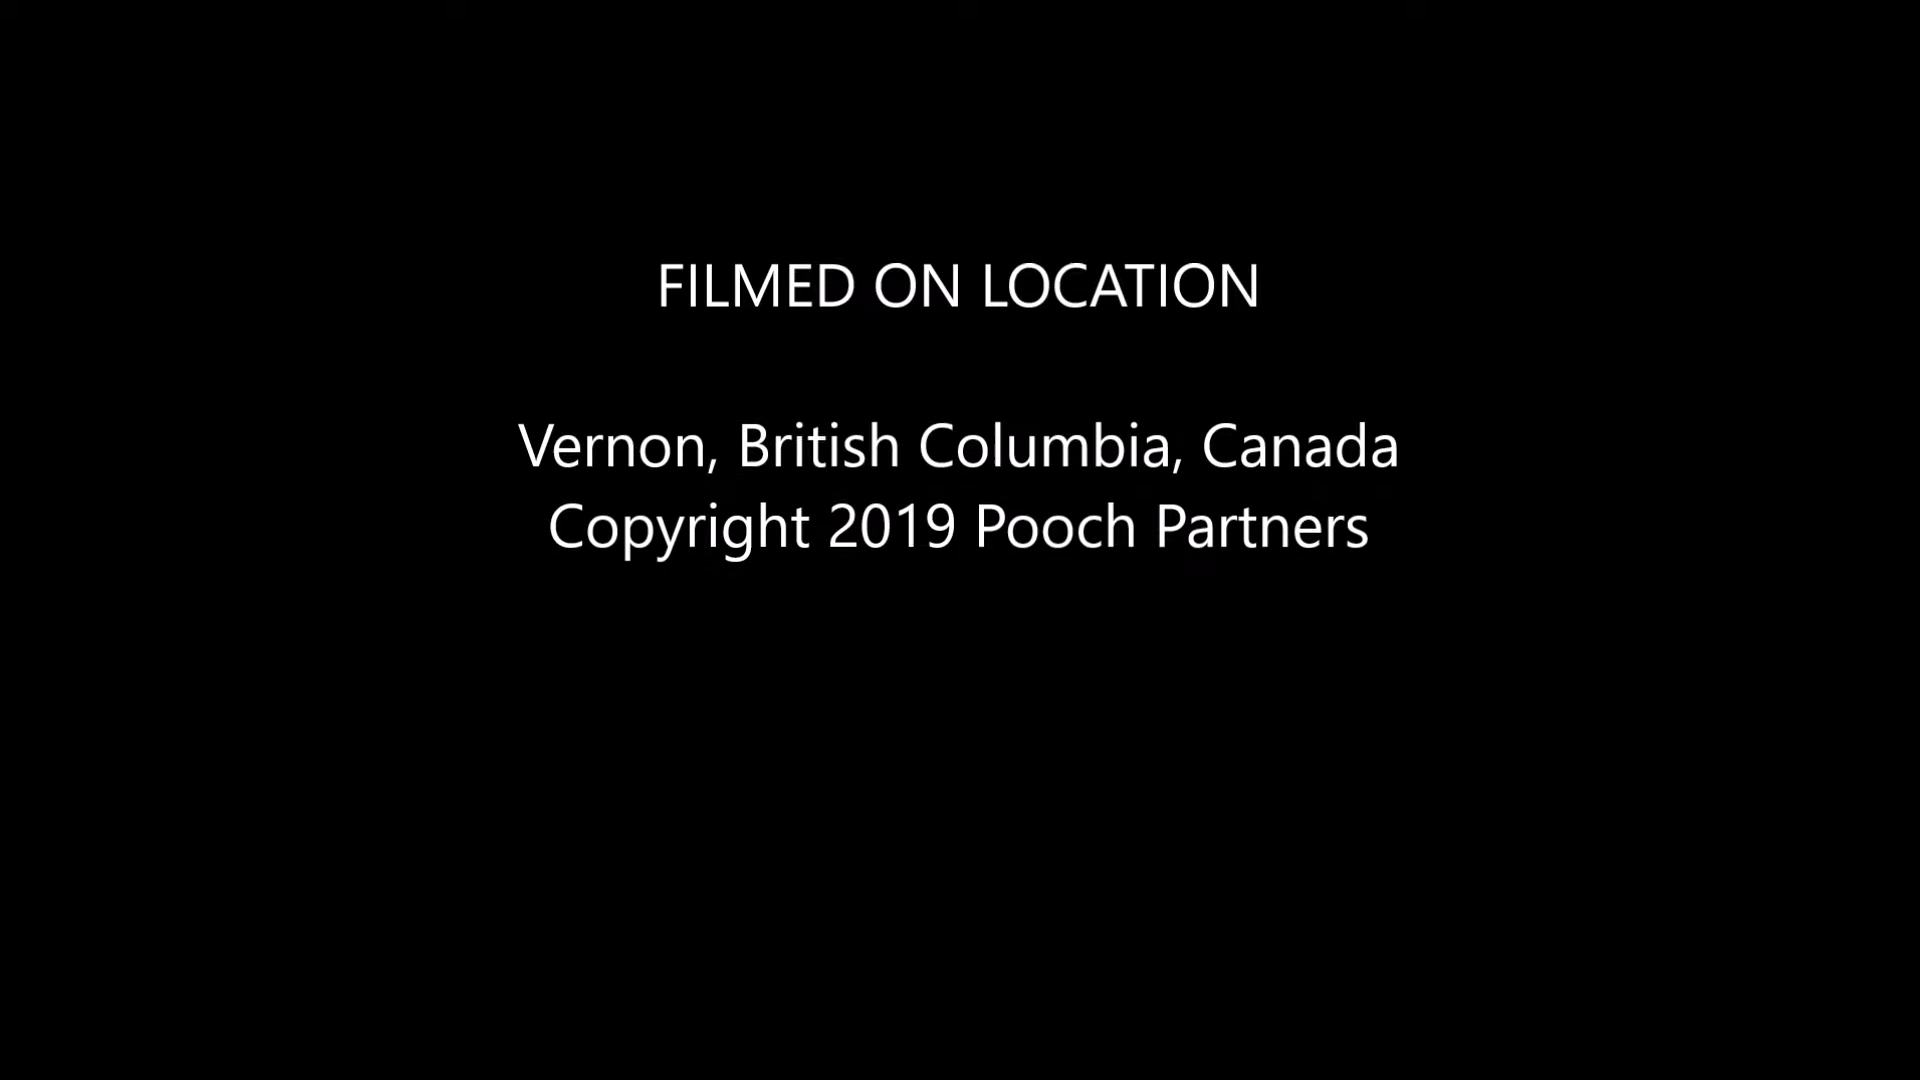 FILMED ON LOCATION
Vernon, British Columbia, Canada
Copyright 2019 Pooch Partners